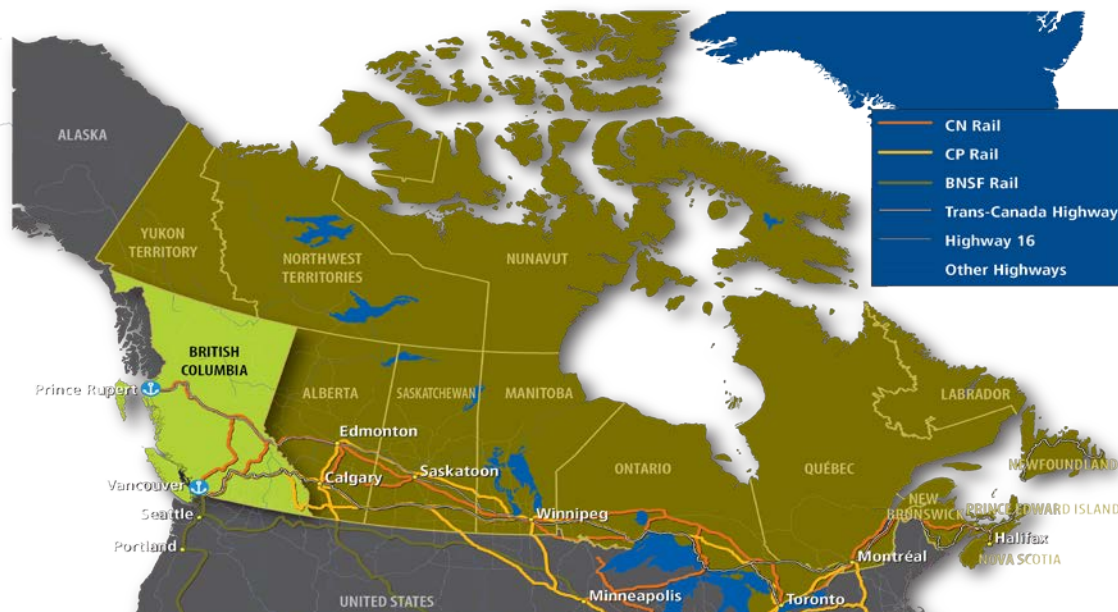 ALASKA
CN Rail
CP Rail
BNSF Rail
Trans-Canada Highway
Highway 16
Other Highways
YUKON
TERRITORY
NORTHWEST
TERRITORIES
NUNAVUT
BRITISH
COLUMBIA
Prince Rupert
ALBERTA
SASKATCHEWAN
MANITOBA
LABRADOR
Edmonton
Saskatoon
Calgary
ONTARIO
QUÉBEC
NEWFOUNDLAND
Vancouver
Seattle
Winnipeg
NEW
BRUNSWICK
PRINCE EDWARD ISLAND
Halifax
Portland
Montréal
NOVA SCOTIA
UNITED STATES
Minneapolis
Toronto